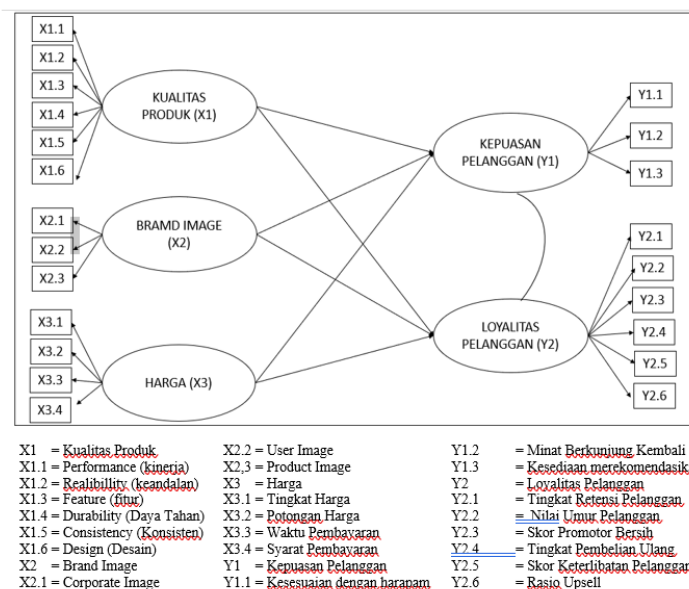 X1.1
X1.2
X1.3
X1.4
X1.5
X1.6
KUALITAS
PRODUK (X1)
X2.1
X2.2
X2.3
BRAMD IMAGE
(X2)
X3.1
X3.2
X3.3
X3.4
HARGA (X3)
KEPUASAN
PELANGGAN (Y1)
Y1.1
Y1.2
Y1.3
LOYALITAS
PELANGGAN (Y2)
Y2.1
Y2.2
Y2.3
Y2.4
Y2.5
Y2.6
X1 = Kualitas Produk
X1.1 = Performance (kinerja)
X1.2 = Realibillity (keandalan)
X1.3 = Feature (fitur)
X1.4 = Durability (Daya Tahan)
X1.5 = Consistency (Konsisten)
X1.6 = Design (Desain)
X2 = Brand Image
X2.1 = Corporate Image
X2.2 = User Image
X2,3 = Product Image
X3 = Harga
X3.1 = Tingkat Harga
X3.2 = Potongan Harga
X3.3 = Waktu Pembayaran
X3.4 = Syarat Pembayaran
Y1 = Kepuasan Pelanggan
Y1.1 = Kesesuaian dengan harapam
Y1.2 = Minat Berkunjung Kembali
Y1.3 = Kesediaan merekomendasik
Y2 = Loyalitas Pelanggan
Y2.1 = Tingkat Retensi Pelanggan
Y2.2 = Nilai Umur Pelanggan
Y2.3 = Skor Promotor Bersih
Y2.4 = Tingkat Pembelian Ulang
Y2.5 = Skor Keterlibatan Pelanggan
Y2.6 = Rasio Upsell